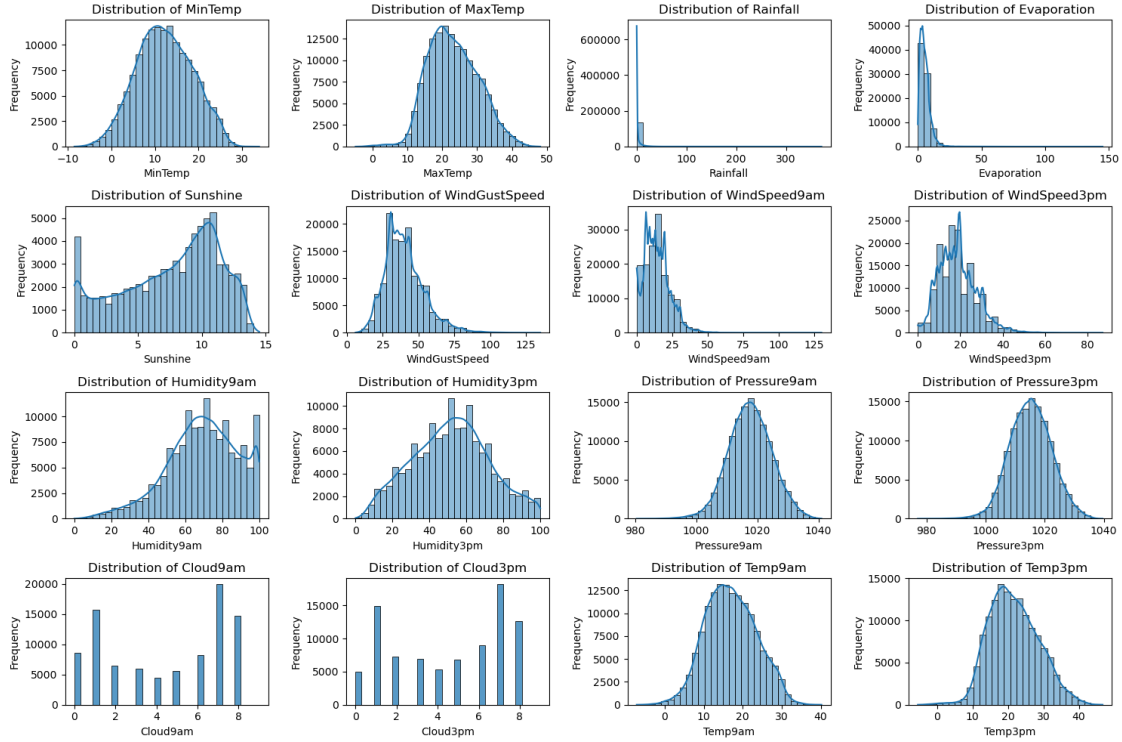 Distribution of MinTemp
Frequency
10000
7500
5000
2500
0
−10 0 10 20 30
MinTemp
Distribution of MaxTemp
Frequency
12500
10000
7500
5000
2500
0
0 10 20 30 40 50
MaxTemp
Distribution of Rainfall
Frequency
600000
400000
200000
0
0 100 200 300
Rainfall
Distribution of Evaporation
Frequency
50000
40000
30000
20000
10000
0
0 50 100 150
Evaporation
Distribution of Sunshine
Frequency
5000
4000
3000
2000
1000
0
0 5 10 15
Sunshine
Distribution of WindGustSpeed
Frequency
20000
15000
10000
5000
0
0 25 50 75 100 125
WindGustSpeed
Distribution of WindSpeed9am
Frequency
30000
20000
10000
0
0 25 50 75 100 125
WindSpeed9am
Distribution of WindSpeed3pm
Frequency
25000
20000
15000
10000
5000
0
0 20 40 60 80
WindSpeed3pm
Distribution of Humidity9am
Frequency
10000
7500
5000
2500
0
0 20 40 60 80 100
Humidity9am
Distribution of Humidity3pm
Frequency
10000
8000
6000
4000
2000
0
0 20 40 60 80 100
Humidity3pm
Distribution of Pressure9am
Frequency
15000
10000
5000
0
980 1000 1020 1040
Pressure9am
Distribution of Pressure3pm
Frequency
15000
10000
5000
0
980 1000 1020 1040
Pressure3pm
Distribution of Cloud9am
Frequency
20000
15000
10000
5000
0
0 2 4 6 8
Cloud9am
Distribution of Cloud3pm
Frequency
15000
10000
5000
0
0 2 4 6 8
Cloud3pm
Distribution of Temp9am
Frequency
12500
10000
7500
5000
2500
0
0 10 20 30 40
Temp9am
Distribution of Temp3pm
Frequency
15000
10000
5000
0
0 10 20 30 40
Temp3pm